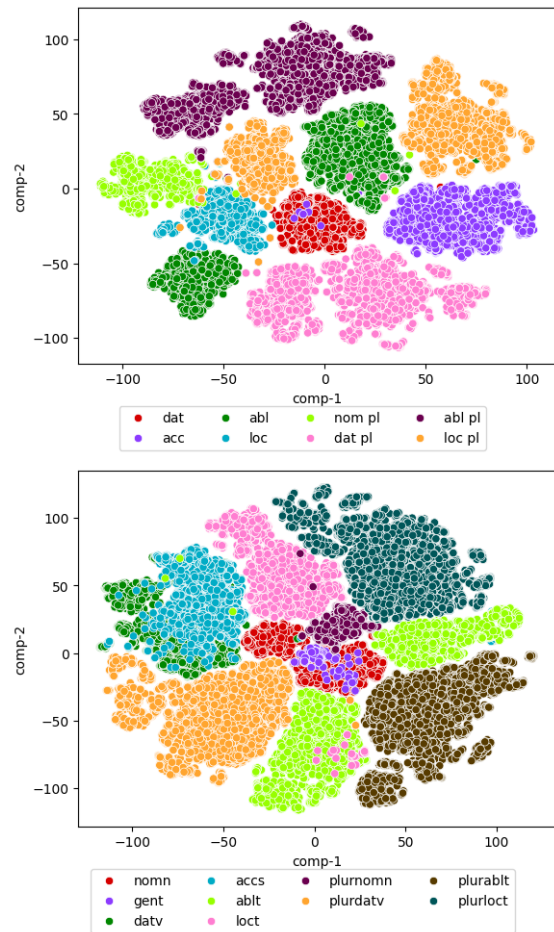 100
50
0
−50
−100
comp-2
−100 −50 0 50 100
comp-1
dat abl nom pl abl pl
acc loc dat pl loc pl
100
50
0
−50
−100
comp-2
−100 −50 0 50 100
comp-1
nomn accs plurnomn plurablt
gent ablt plurdatv plurloct
datv loct